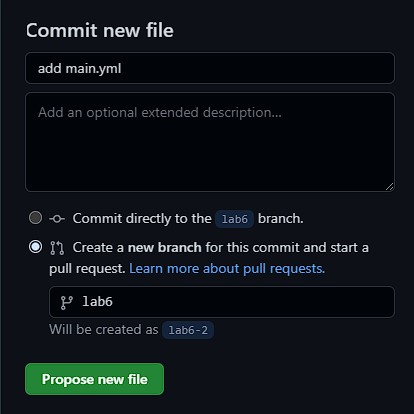 Commit new file
add main.yml
Add an optional extended description...
Commit directly to the lab6 branch.
Create a new branch for this commit and start a
pull request. Learn more about pull requests.
lab6
Will be created as lab6-2
Propose new file